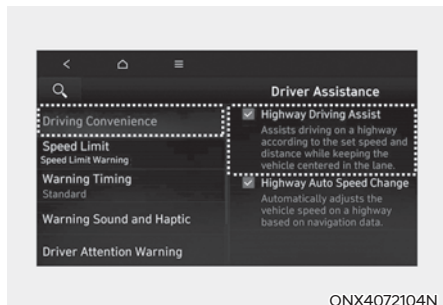 Driver Assistance
Driving Convenience
Speed Limit
Speed Limit Warning
Warning Timing
Standard
Warning Sound and Haptic
Driver Attention Warning
Highway Driving Assist
Assists driving on a highway
according to the set speed and
distance while keeping the
vehicle centered in the lane.
Highway Auto Speed Change
Automatically adjusts the
vehicle speed on a highway
based on navigation data.
ONX4072104N